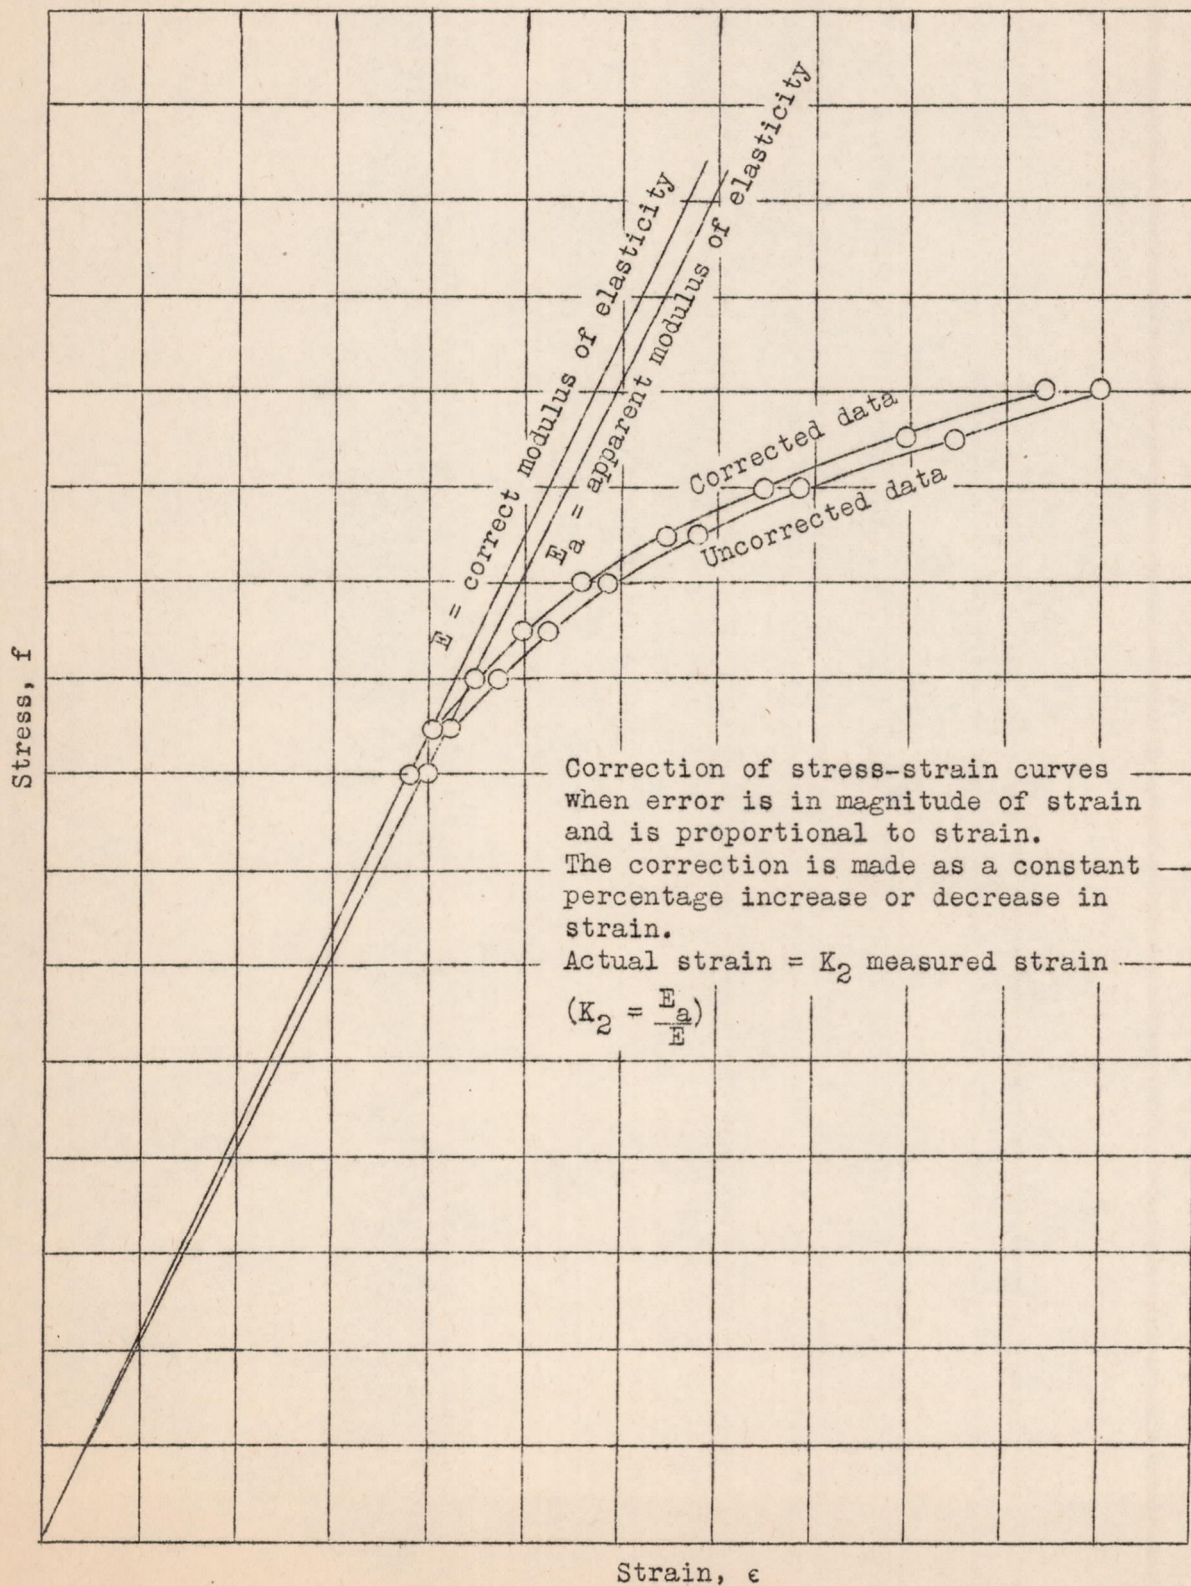 E = correct modulus of elasticity
E_a = apparent modulus of elasticity
Corrected data
Uncorrected data
Stress, f
Correction of stress-strain curves
when error is in magnitude of strain
and is proportional to strain.
The correction is made as a constant
percentage increase or decrease in
strain.
Actual strain = K₂ measured strain
(K₂ = E_a/E)
Strain, ε